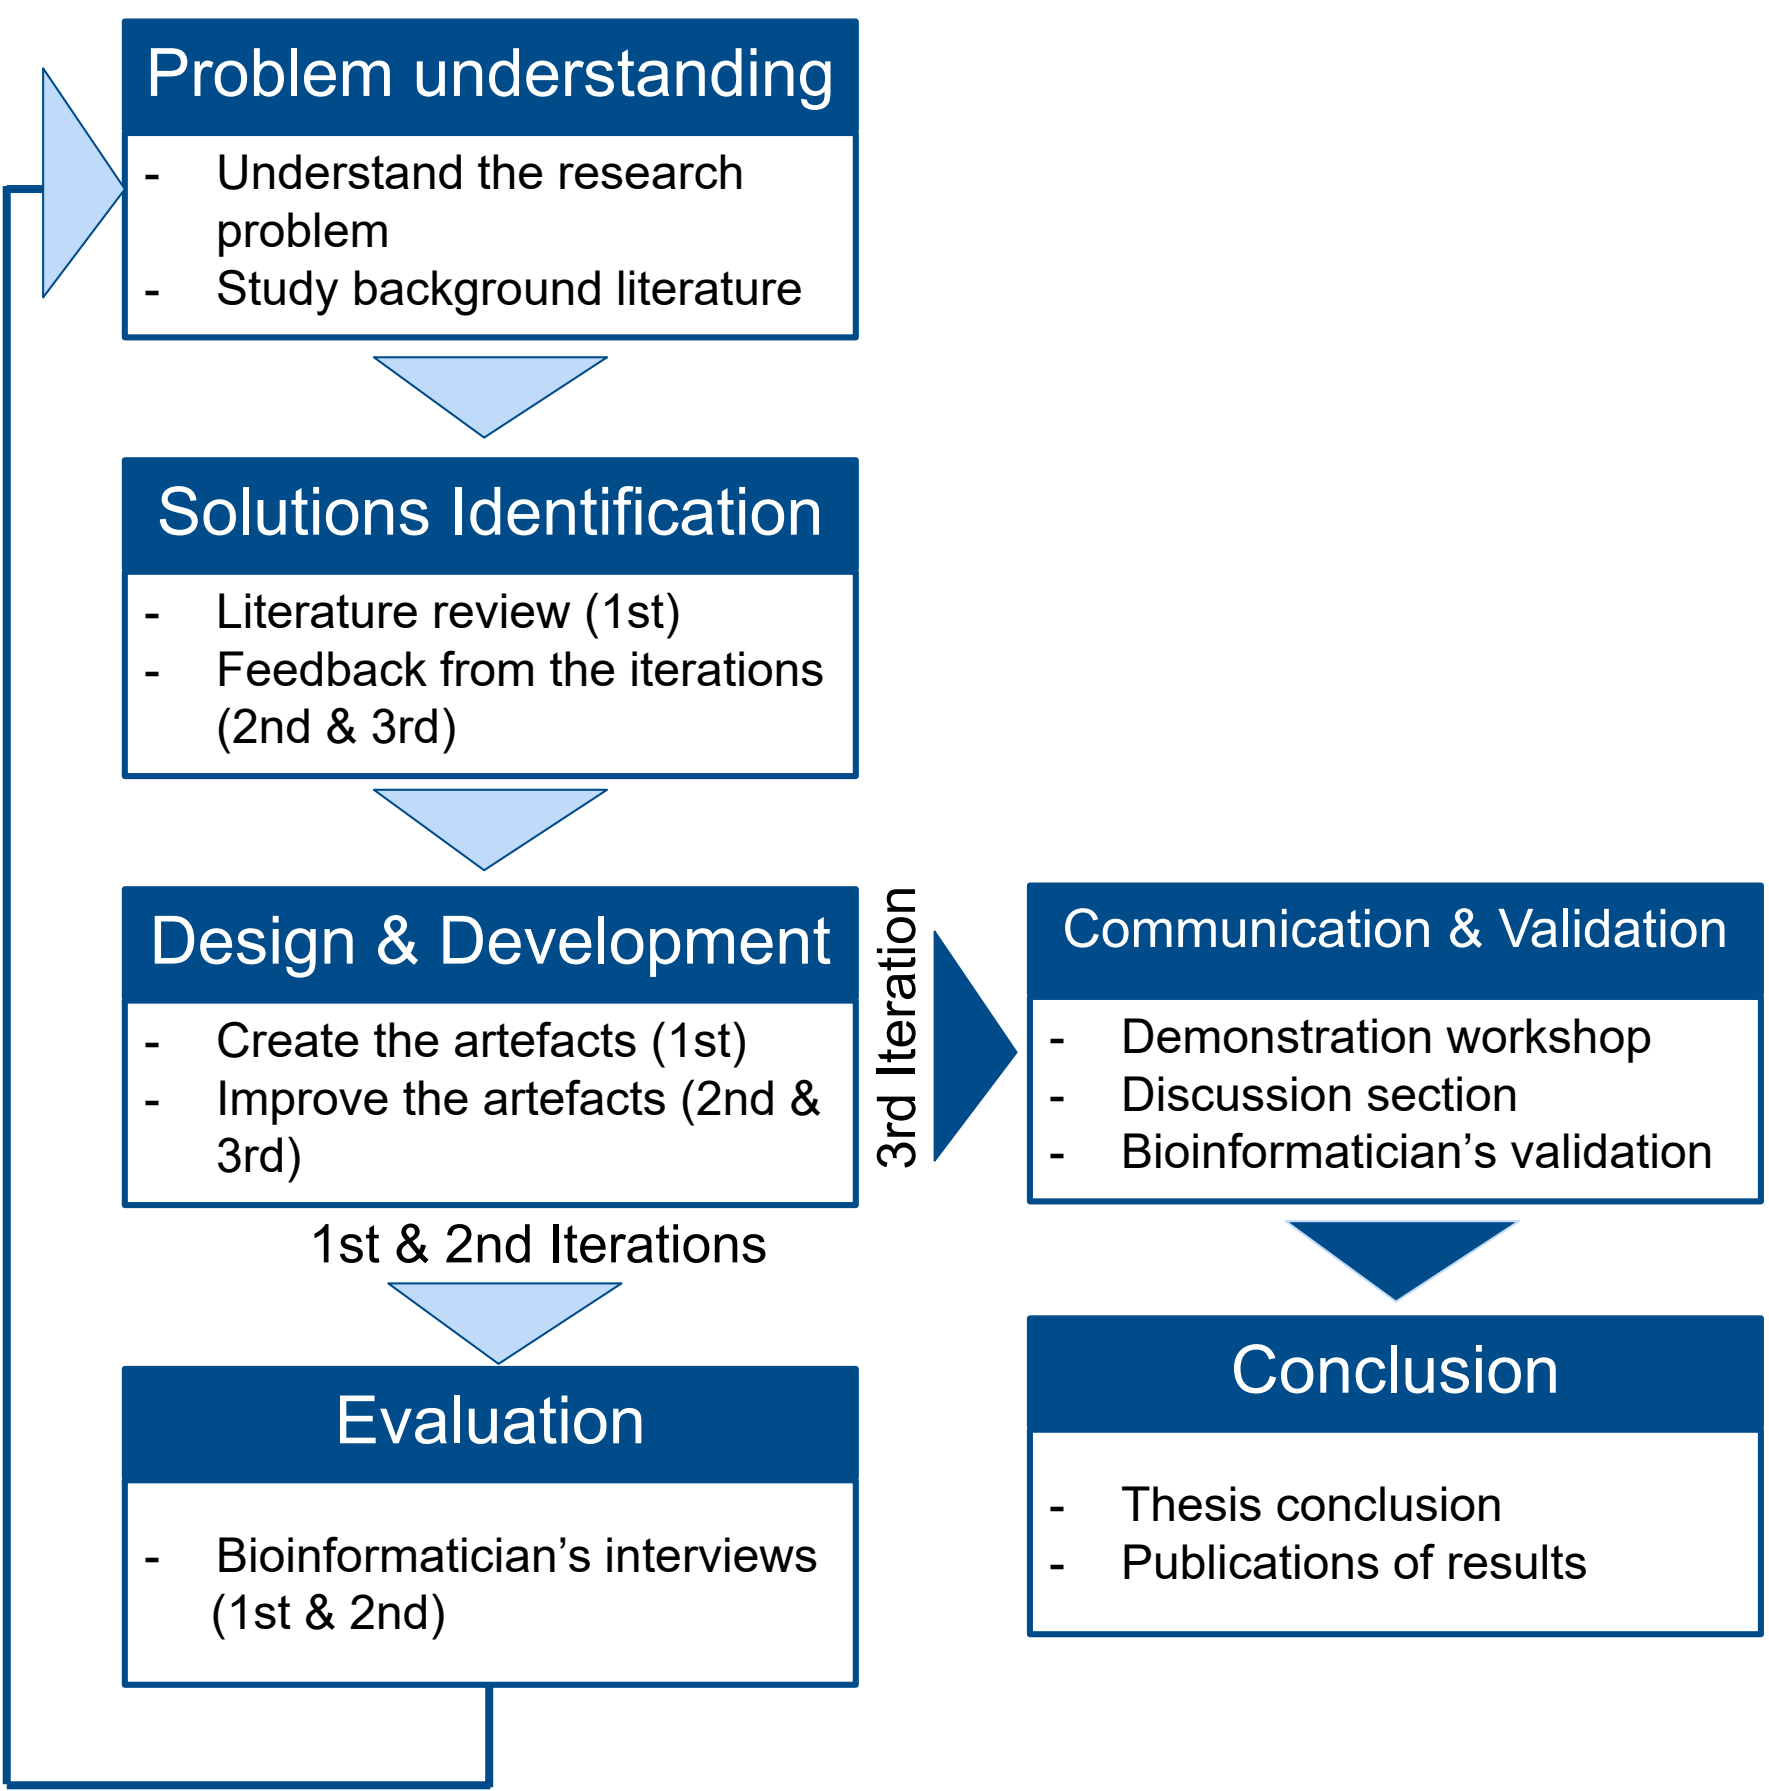 Problem understanding
- Understand the research
problem
- Study background literature
Solutions Identification
- Literature review (1st)
- Feedback from the iterations
(2nd & 3rd)
Design & Development
- Create the artefacts (1st)
- Improve the artefacts (2nd &
3rd)
3rd Iteration
Communication & Validation
- Demonstration workshop
- Discussion section
- Bioinformatician’s validation
1st & 2nd Iterations
Evaluation
- Bioinformatician’s interviews
(1st & 2nd)
Conclusion
- Thesis conclusion
- Publications of results